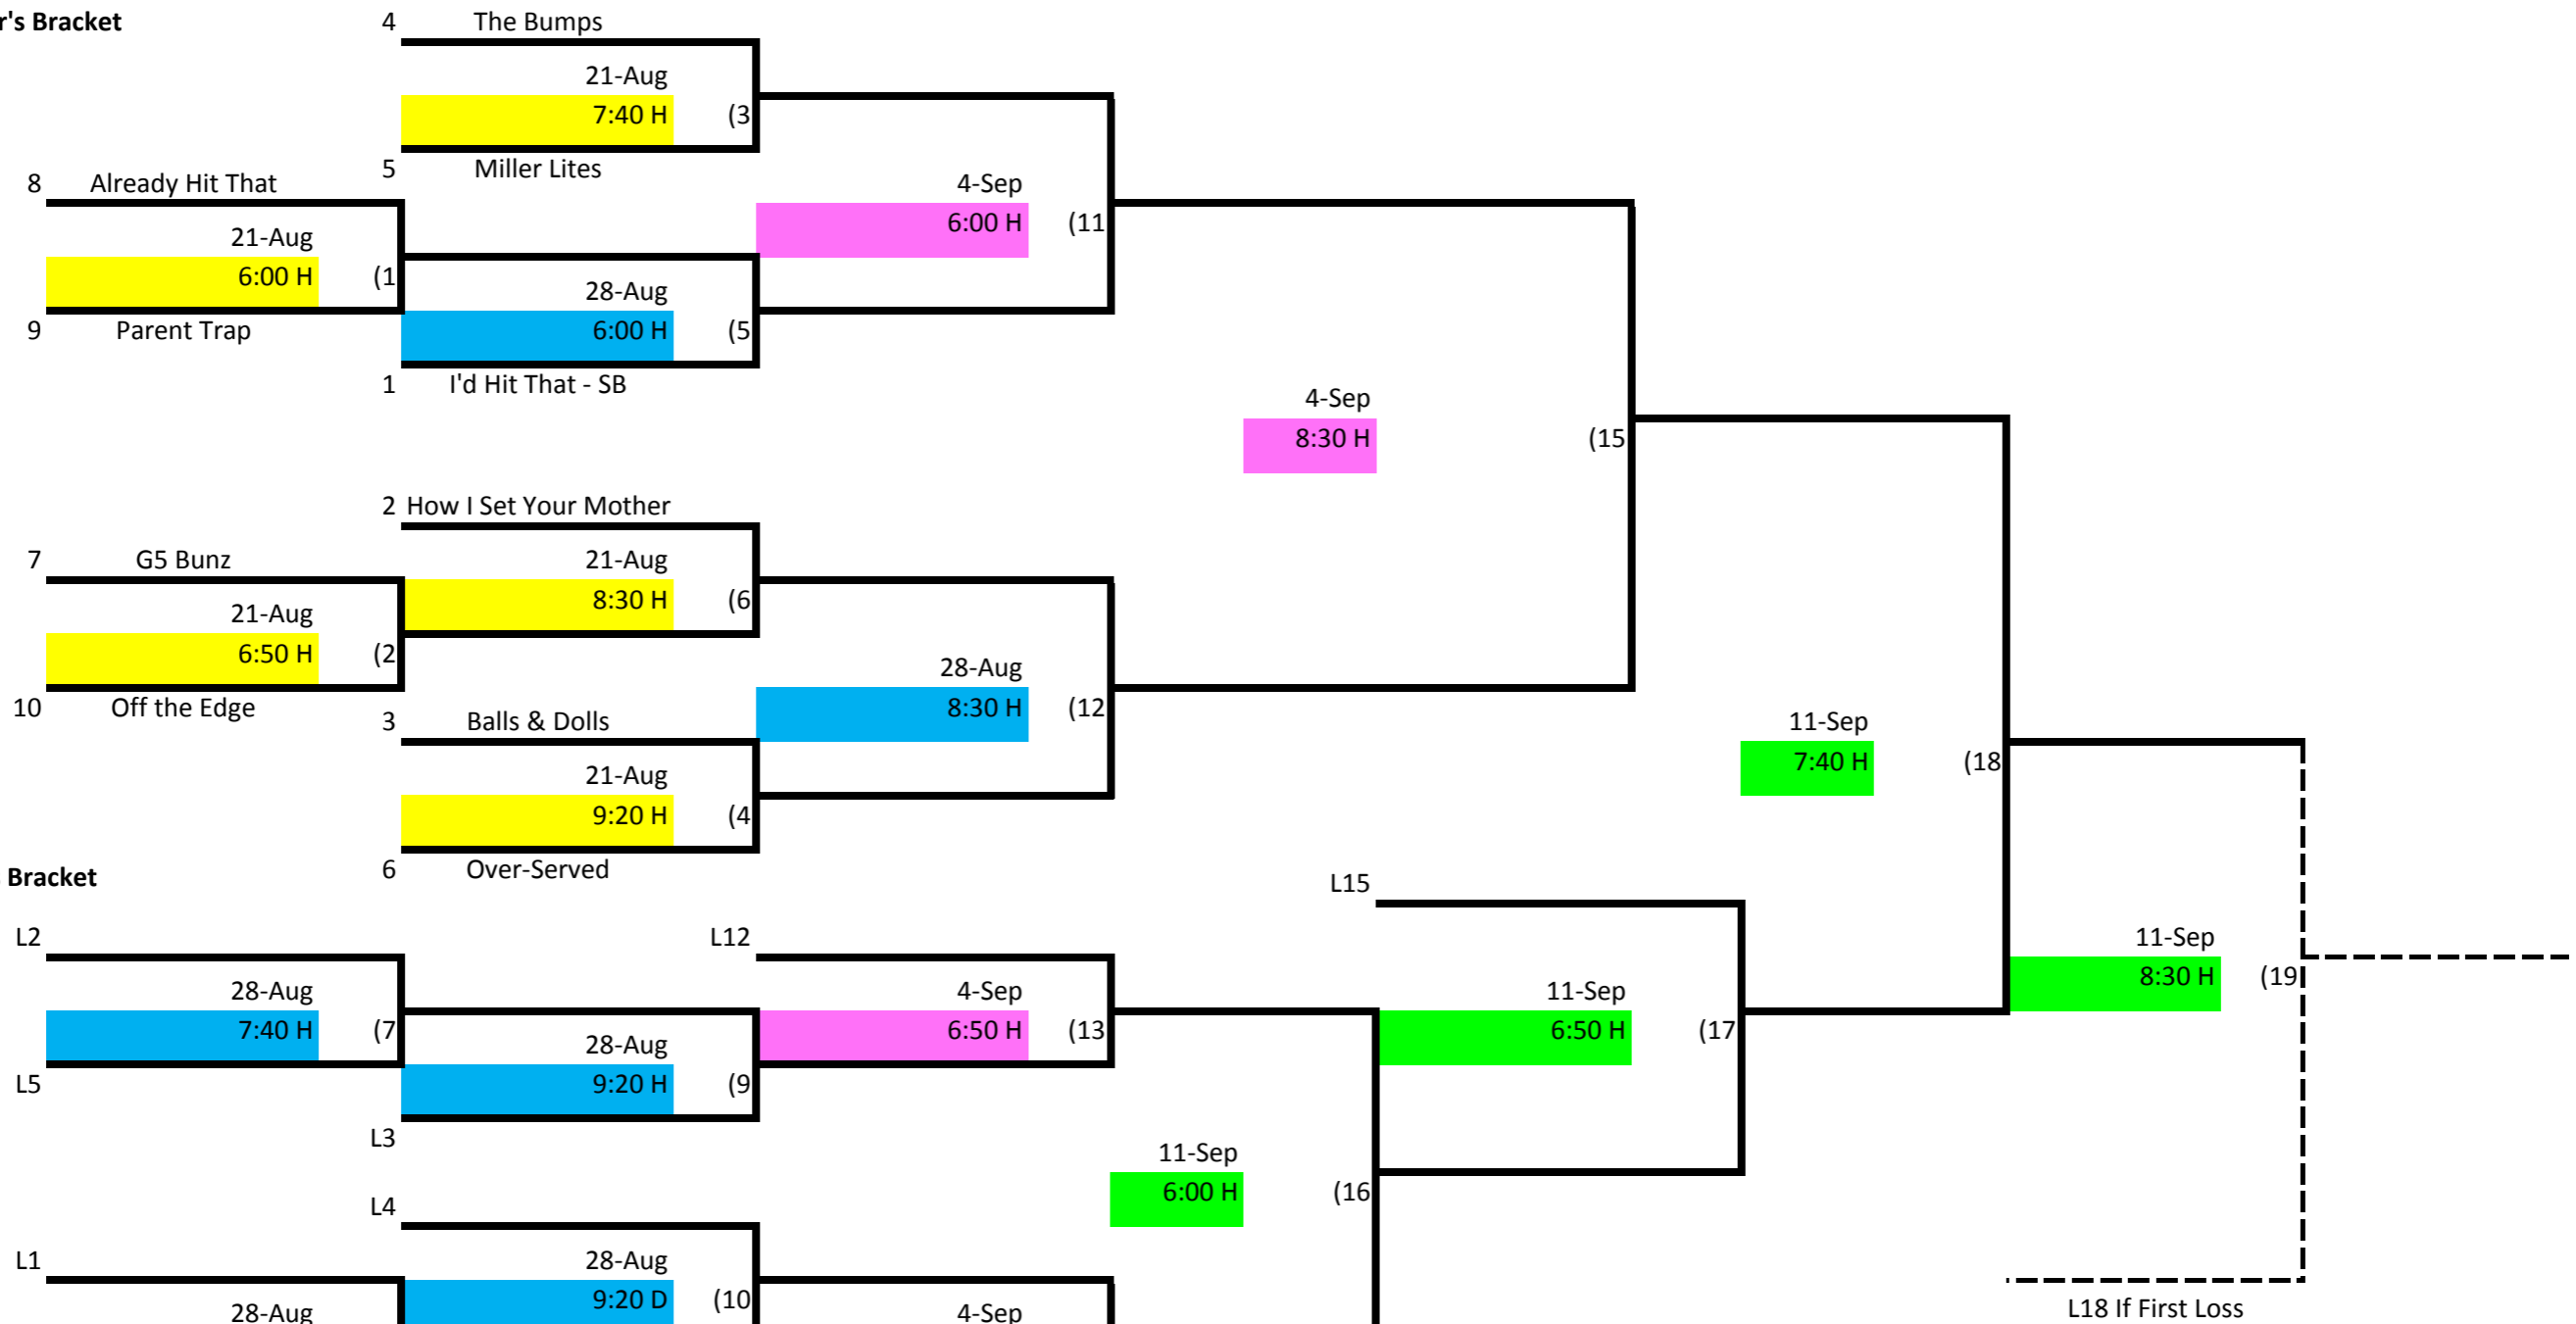 r's Bracket
4 The Bumps
21-Aug
7:40 H (3
5 Miller Lites
8 Already Hit That
4-Sep
6:00 H (11
21-Aug
6:00 H (1
28-Aug
6:00 H (5
9 Parent Trap
1 I'd Hit That - SB
4-Sep
8:30 H (15
2 How I Set Your Mother
7 G5 Bunz
21-Aug
8:30 H (6
21-Aug
6:50 H (2
28-Aug
8:30 H (12
10 Off the Edge
3 Balls & Dolls
11-Sep
7:40 H (18
21-Aug
9:20 H (4
6 Over-Served
Bracket
L15
L2
L12
11-Sep
8:30 H (19
28-Aug
7:40 H (7
4-Sep
6:50 H (13
11-Sep
6:50 H (17
28-Aug
9:20 H (9
L5
L3
11-Sep
6:00 H (16
L4
L1
28-Aug
9:20 D (10
28-Aug
4-Sep
L18 If First Loss